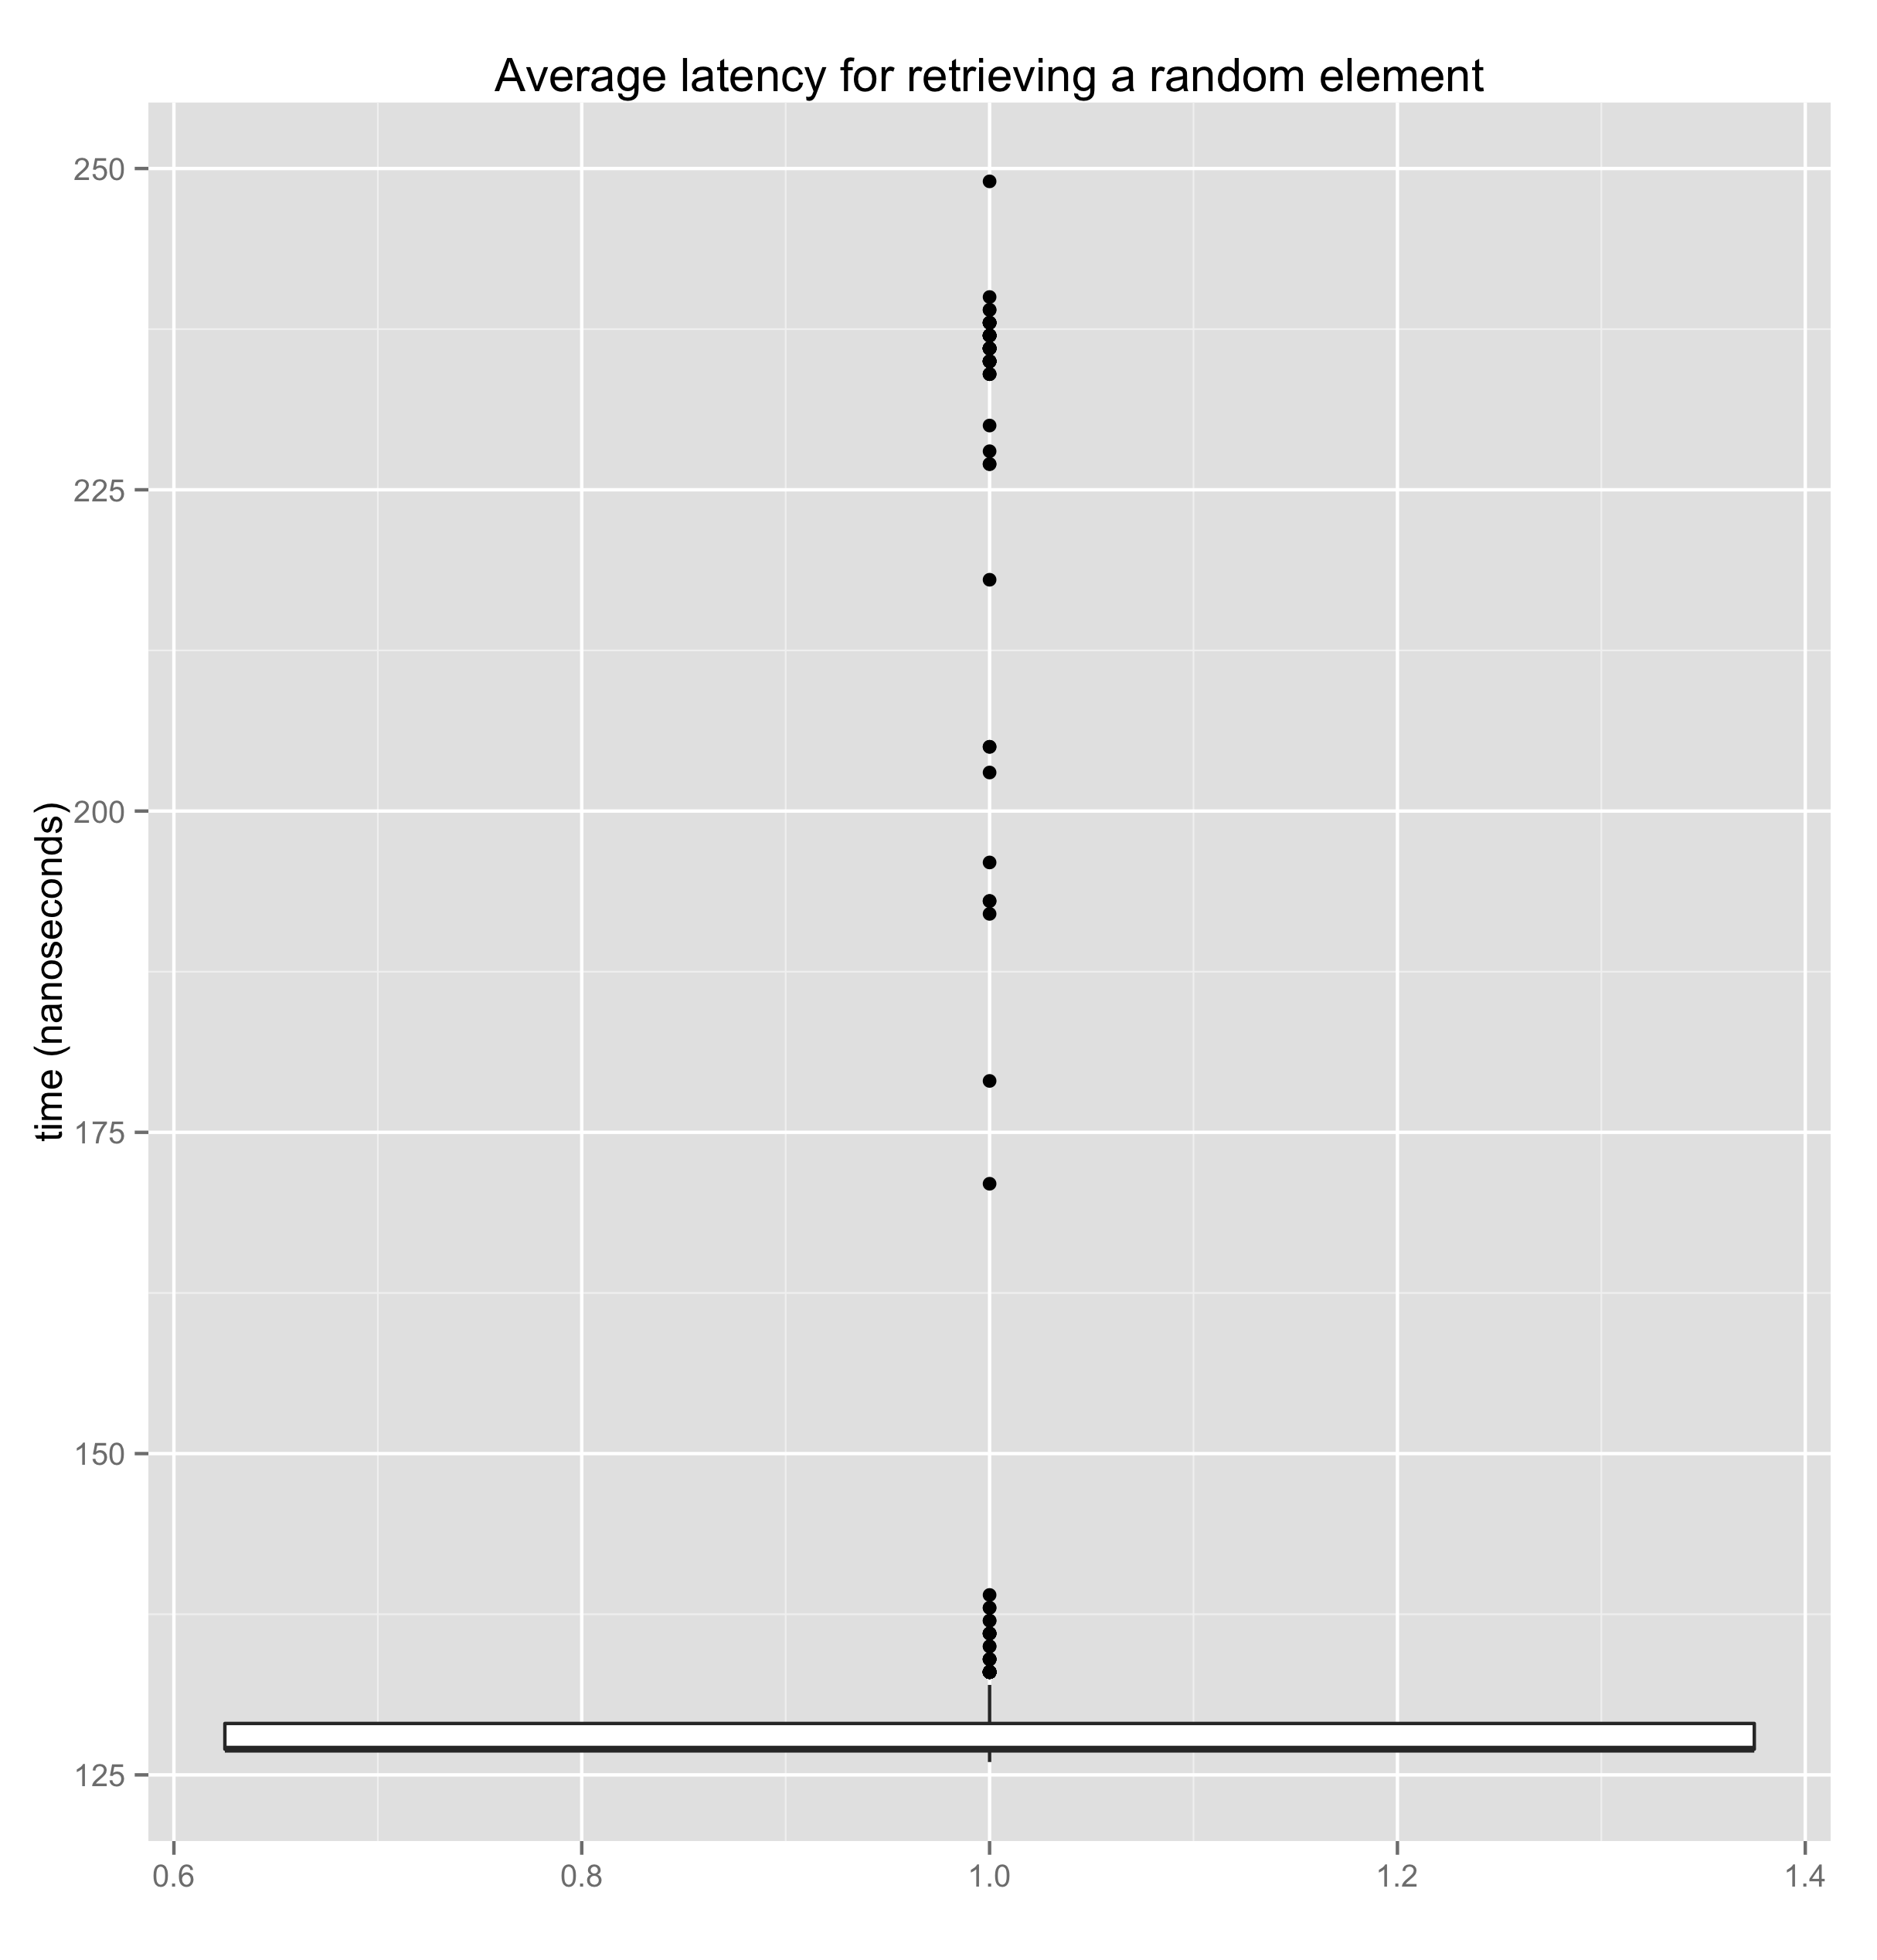 Average latency for retrieving a random element
time (nanoseconds)
250
225
200
175
150
125
0.6 0.8 1.0 1.2 1.4